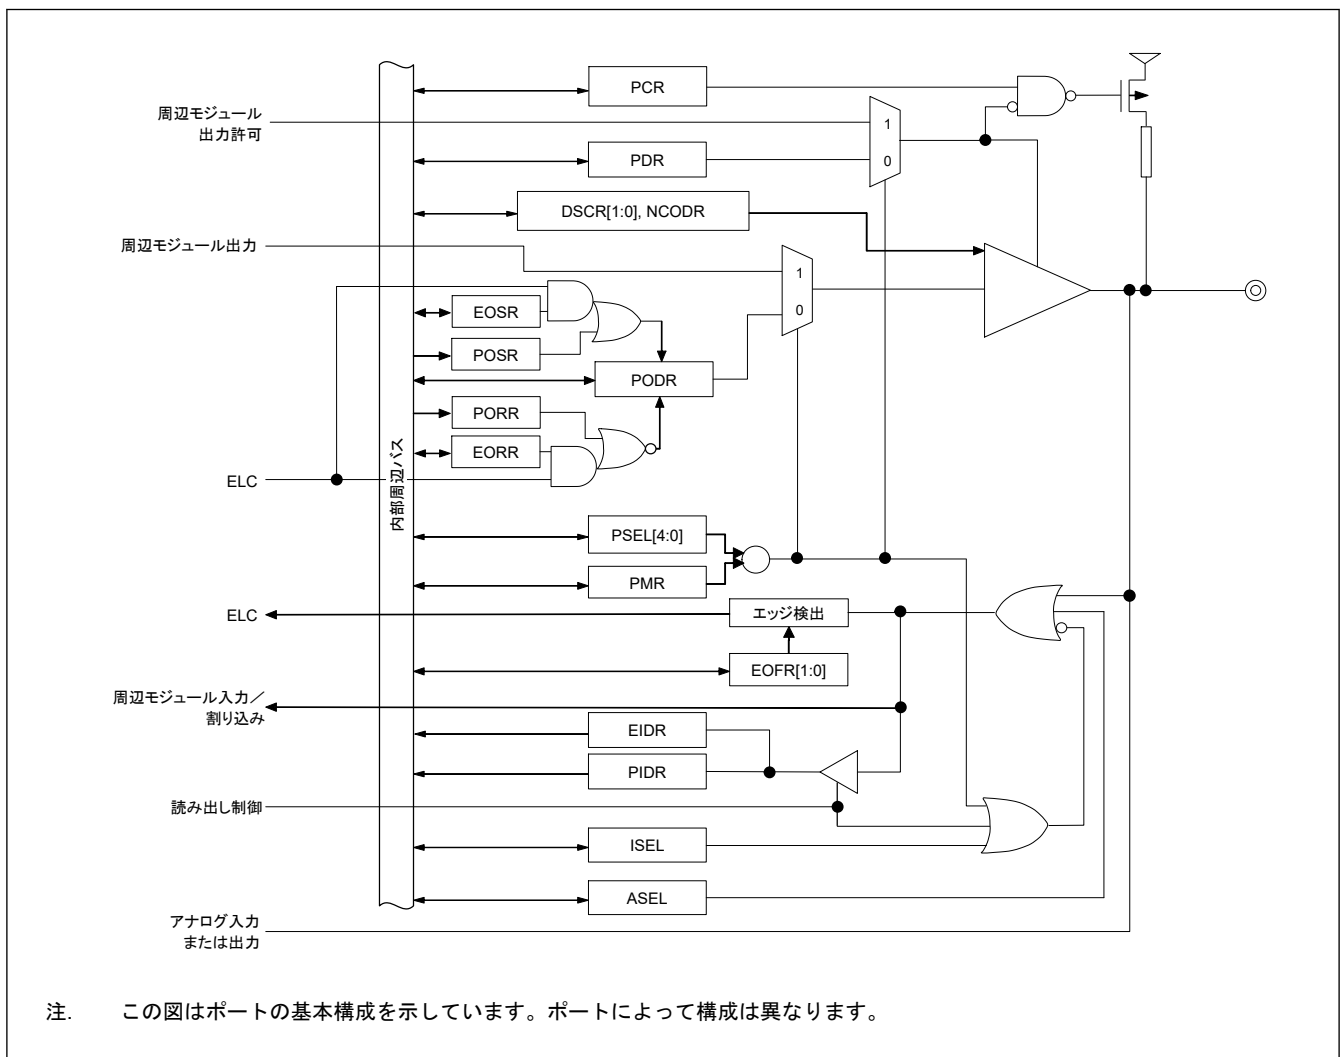 PCR
周辺モジュール
出力許可
1
PDR
0
DSCR[1:0], NCODR
周辺モジュール出力
1
EOSR
0
POSR
PODR
PORR
EORR
内部周辺バス
ELC
PSEL[4:0]
PMR
ELC
エッジ検出
EOFR[1:0]
周辺モジュール入力／
割り込み
EIDR
PIDR
読み出し制御
ISEL
ASEL
アナログ入力
または出力
注. この図はポートの基本構成を示しています。ポートによって構成は異なります。